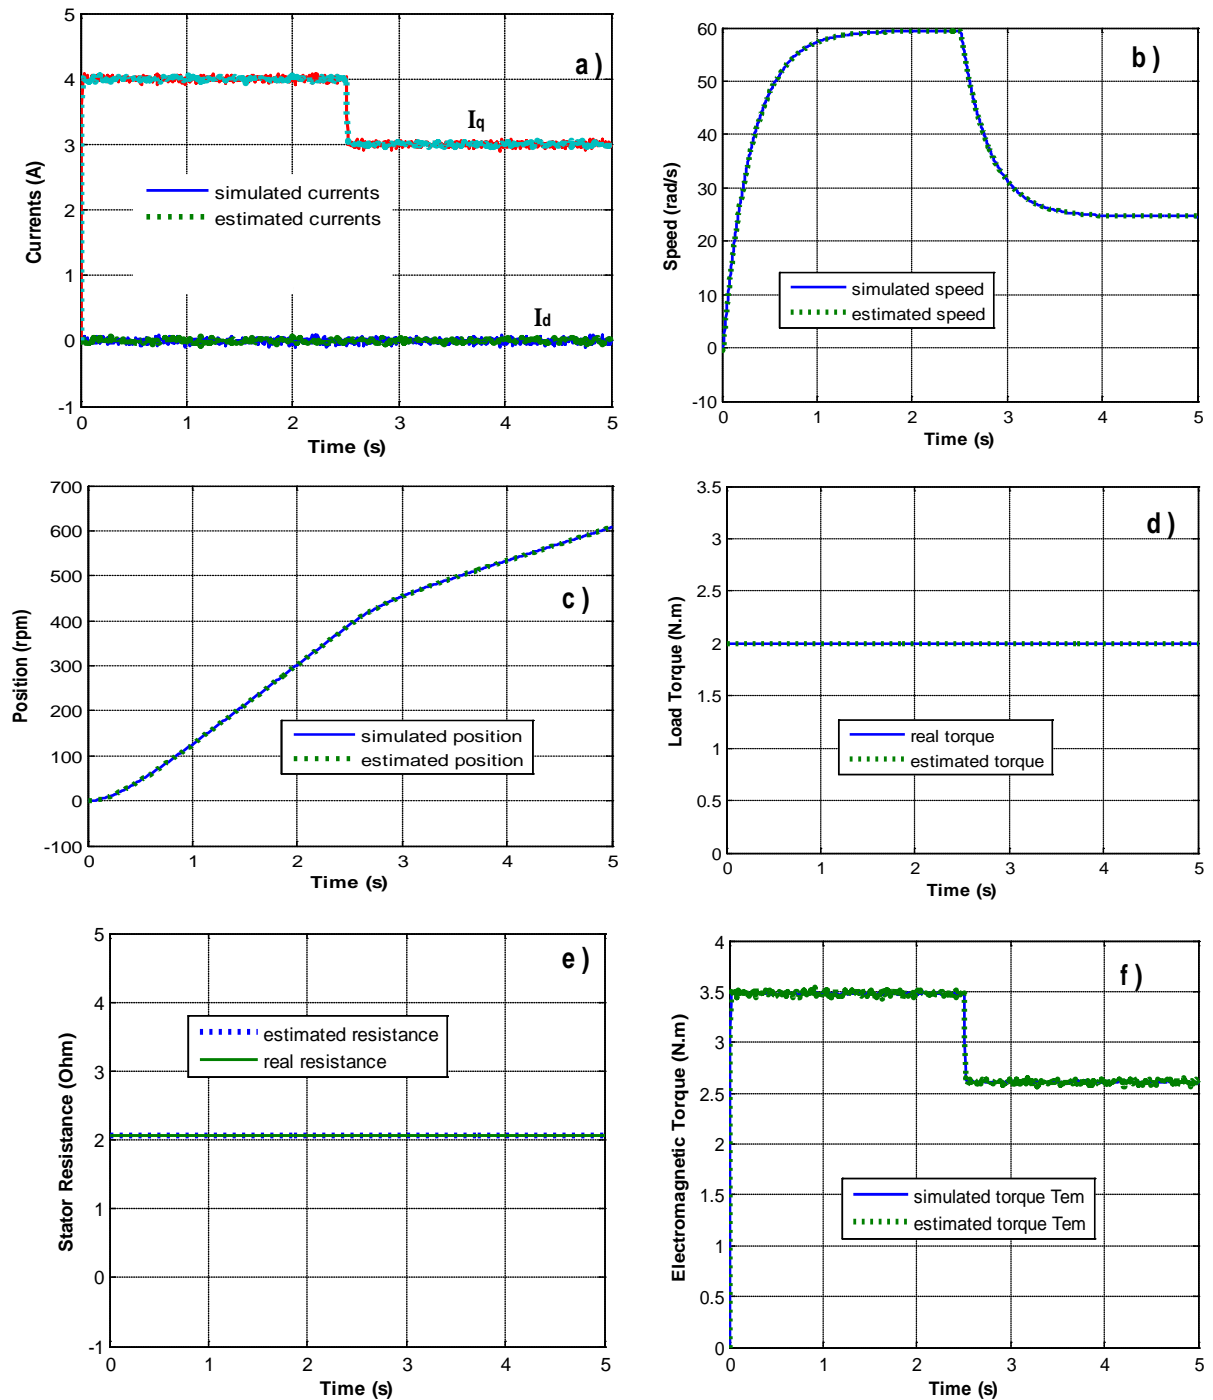 5
4
3
2
1
0
-1
Currents (A)
a )
Iq
simulated currents
estimated currents
Id
0 1 2 3 4 5
Time (s)
60
50
40
30
20
10
0
-10
Speed (rad/s)
b )
simulated speed
estimated speed
0 1 2 3 4 5
Time (s)
700
600
500
400
300
200
100
0
-100
Position (rpm)
c )
simulated position
estimated position
0 1 2 3 4 5
Time (s)
3.5
3
2.5
2
1.5
1
0.5
0
Load Torque (N.m)
d )
real torque
estimated torque
0 1 2 3 4 5
Time (s)
5
4
3
2
1
0
-1
Stator Resistance (Ohm)
e )
estimated resistance
real resistance
0 1 2 3 4 5
Time (s)
4
3.5
3
2.5
2
1.5
1
0.5
0
Electromagnetic Torque (N.m)
f )
simulated torque Tem
estimated torque Tem
0 1 2 3 4 5
Time (s)